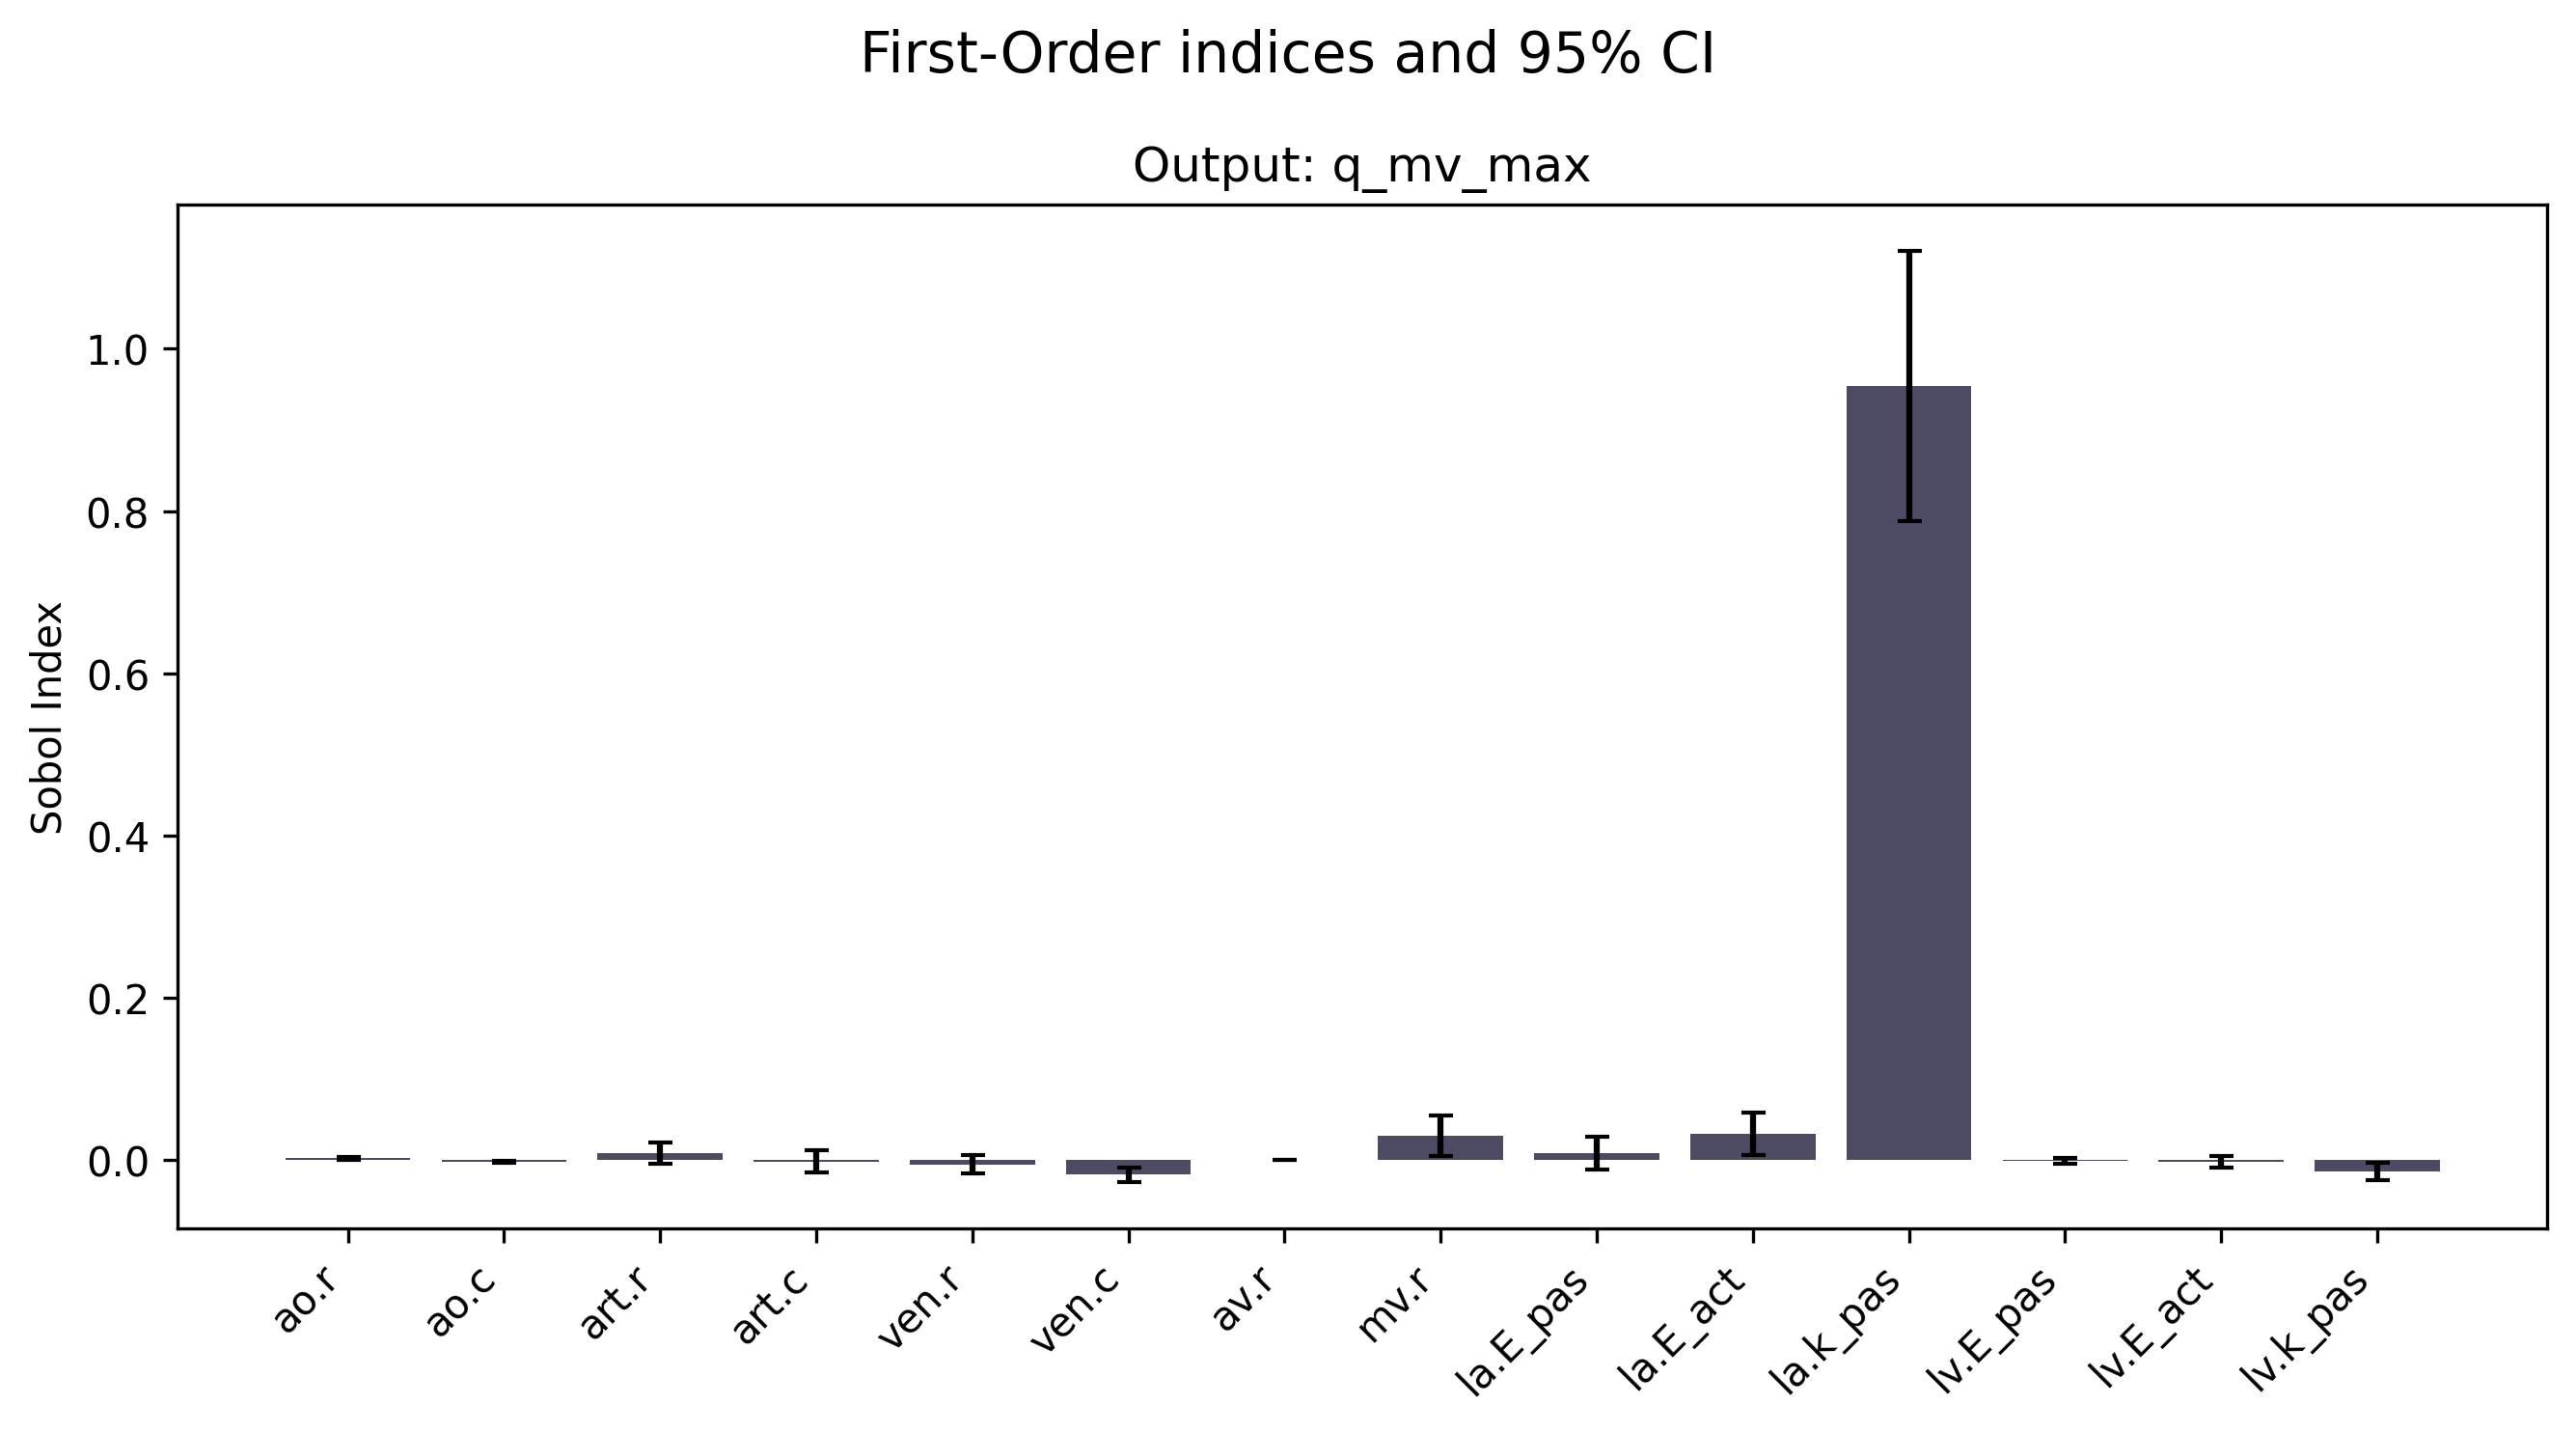 First-Order indices and 95% CI
Output: q_mv_max
Sobol Index
1.0
0.8
0.6
0.4
0.2
0.0
ao.r
ao.c
art.r
art.c
ven.r
ven.c
av.r
mv.r
la.E_pas
la.E_act
la.k_pas
lv.E_pas
lv.E_act
lv.k_pas